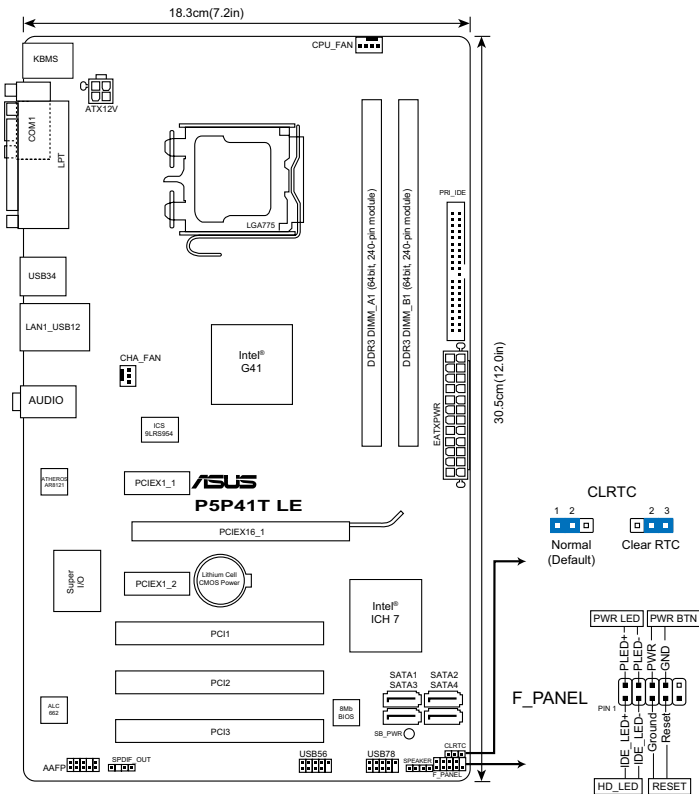 18.3cm(7.2in)
KBMS
CPU_FAN
ATX12V
COM1
LPT
LGA775
DDR3 DIMM_A1 (64bit, 240-pin module)
DDR3 DIMM_B1 (64bit, 240-pin module)
PRI_IDE
30.5cm(12.0in)
USB34
LAN1_USB12
CHA_FAN
Intel®
G41
EATXPWR
AUDIO
ICS
9LRS954
ATHEROS
AR8121
PCIEX1_1
ASUS
P5P41T LE
PCIEX16_1
Super
I/O
PCIEX1_2
Lithium Cell
CMOS Power
Intel®
ICH 7
PCI1
PCI2
PCI3
SATA1 SATA2
SATA3 SATA4
ALC
662
8Mb
BIOS
SB_PWR
AAFP
SPDIF_OUT
USB56
USB78
SPEAKER
CLRTC
F_PANEL
CLRTC
1 2
2 3
Normal
(Default)
Clear RTC
F_PANEL
PWR LED PWR BTN
PLED+
PLED-
PWR
GND
PIN 1
IDE_LED+
IDE_LED-
Ground
Reset
HD_LED RESET